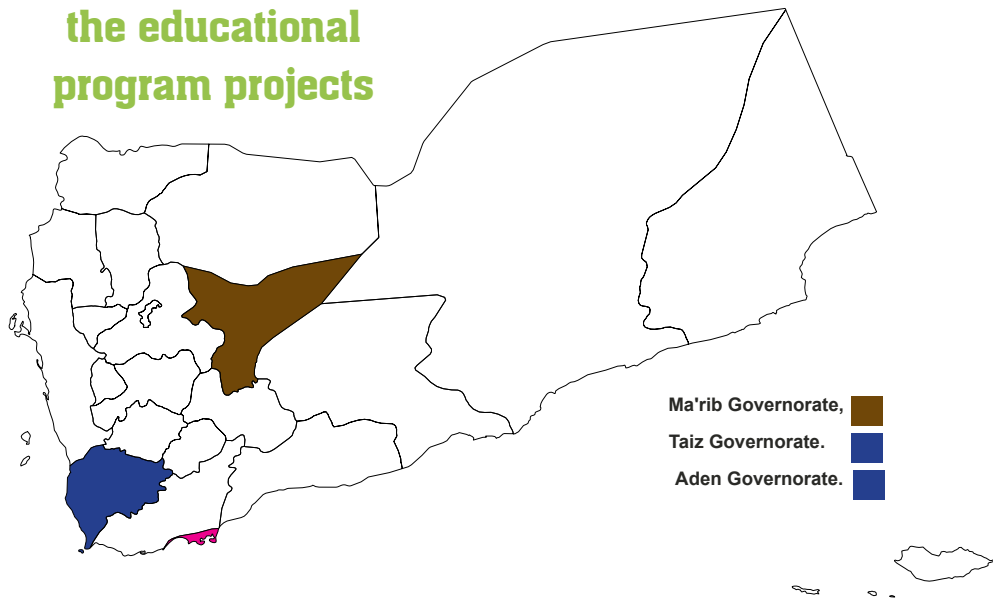 the educational
program projects
Ma'rib Governorate,
Taiz Governorate.
Aden Governorate.